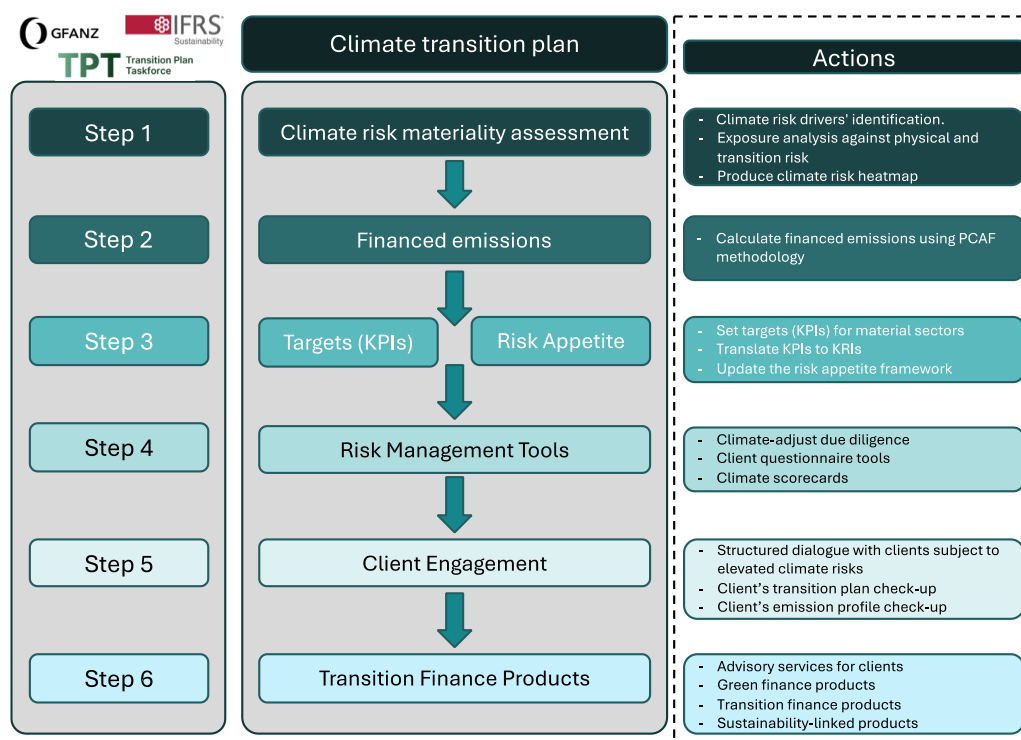 GFANZ
IFRS
Sustainability
TPT
Transition Plan
Taskforce
Climate transition plan
Actions
Step 1
Climate risk materiality assessment
- Climate risk drivers' identification.
- Exposure analysis against physical and
transition risk
- Produce climate risk heatmap
Step 2
Financed emissions
- Calculate financed emissions using PCAF
methodology
Step 3
Targets (KPIs)
Risk Appetite
- Set targets (KPIs) for material sectors
- Translate KPIs to KRIs
- Update the risk appetite framework
Step 4
Risk Management Tools
- Climate-adjust due diligence
- Client questionnaire tools
- Climate scorecards
Step 5
Client Engagement
- Structured dialogue with clients subject to
elevated climate risks
- Client's transition plan check-up
- Client's emission profile check-up
Step 6
Transition Finance Products
- Advisory services for clients
- Green finance products
- Transition finance products
- Sustainability-linked products